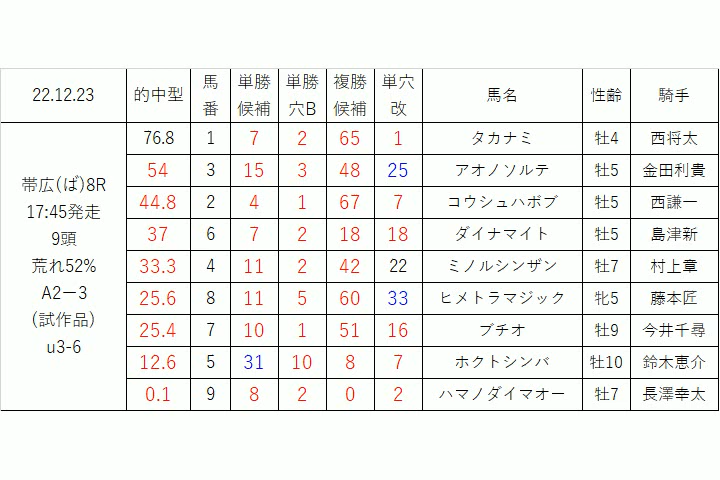 22.12.23 的中型 馬番 単勝候補 単勝穴B 複勝候補 単穴改 馬名 性齢 騎手
帯広(ば)8R
17:45発走
9頭
荒れ52%
A2ー3
(試作品)
u3-6
76.8 1 7 2 65 1 タカナミ 牡4 西将太
54 3 15 3 48 25 アオノソルテ 牡5 金田利貴
44.8 2 4 1 67 7 コウシュハボブ 牡5 西謙一
37 6 7 2 18 18 ダイナマイト 牡5 島津新
33.3 4 11 2 42 22 ミノルシンザン 牡7 村上章
25.6 8 11 5 60 33 ヒメトラマジック 牝5 藤本匠
25.4 7 10 1 51 16 ブチオ 牡9 今井千尋
12.6 5 31 10 8 7 ホクトシンバ 牡10 鈴木恵介
0.1 9 8 2 0 2 ハマノダイマオー 牡7 長澤幸太